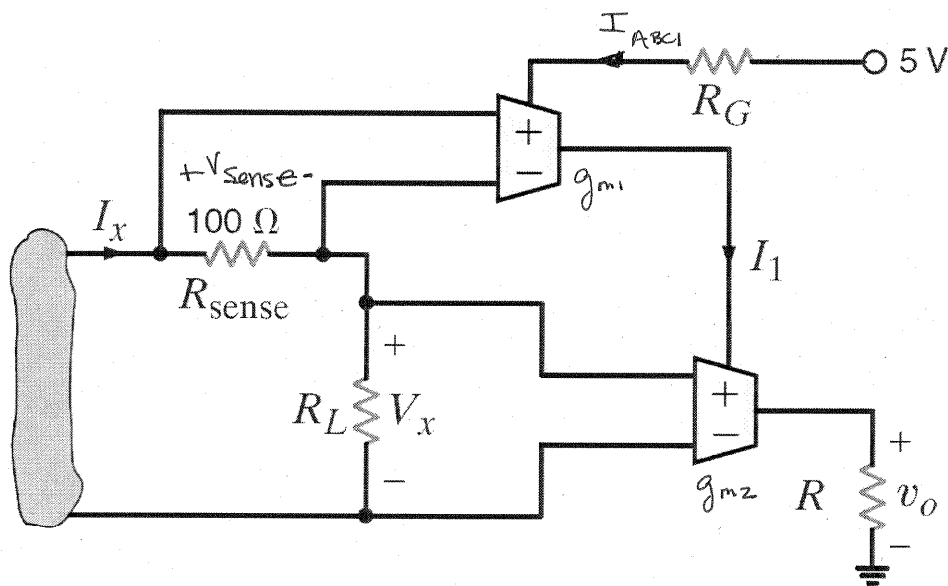 I_ABC1
5 V
R_G
+
−
g_m1
+V_sense-
I_x
100 Ω
R_sense
I_1
+
R_L
V_x
−
+
−
g_m2
R
+
v_o
−